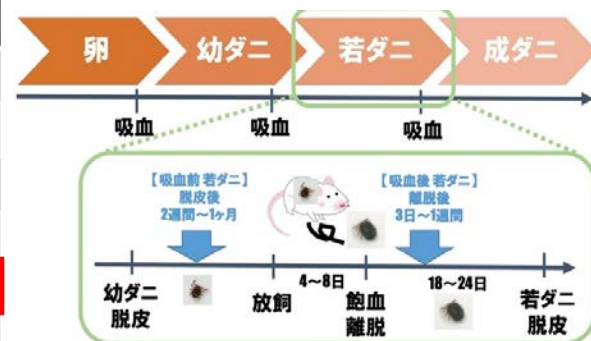 卵 幼ダニ 若ダニ 成ダニ
吸血 吸血 吸血
【吸血前 若ダニ】
脱皮後
2週間～1ヶ月
【吸血後 若ダニ】
離脱後
3日～1週間
4～8日
18～24日
幼ダニ
脱皮
放飼
飽血
離脱
若ダニ
脱皮